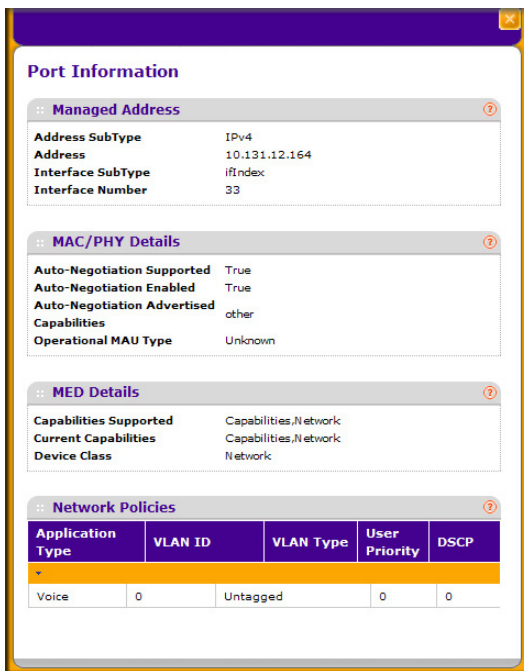 Port Information
:: Managed Address ?
Address SubType IPv4
Address 10.131.12.164
Interface SubType ifIndex
Interface Number 33
:: MAC/PHY Details ?
Auto-Negotiation Supported True
Auto-Negotiation Enabled True
Auto-Negotiation Advertised Capabilities other
Operational MAU Type Unknown
:: MED Details ?
Capabilities Supported Capabilities,Network
Current Capabilities Capabilities,Network
Device Class Network
:: Network Policies ?
Application Type VLAN ID VLAN Type User Priority DSCP
Voice 0 Untagged 0 0